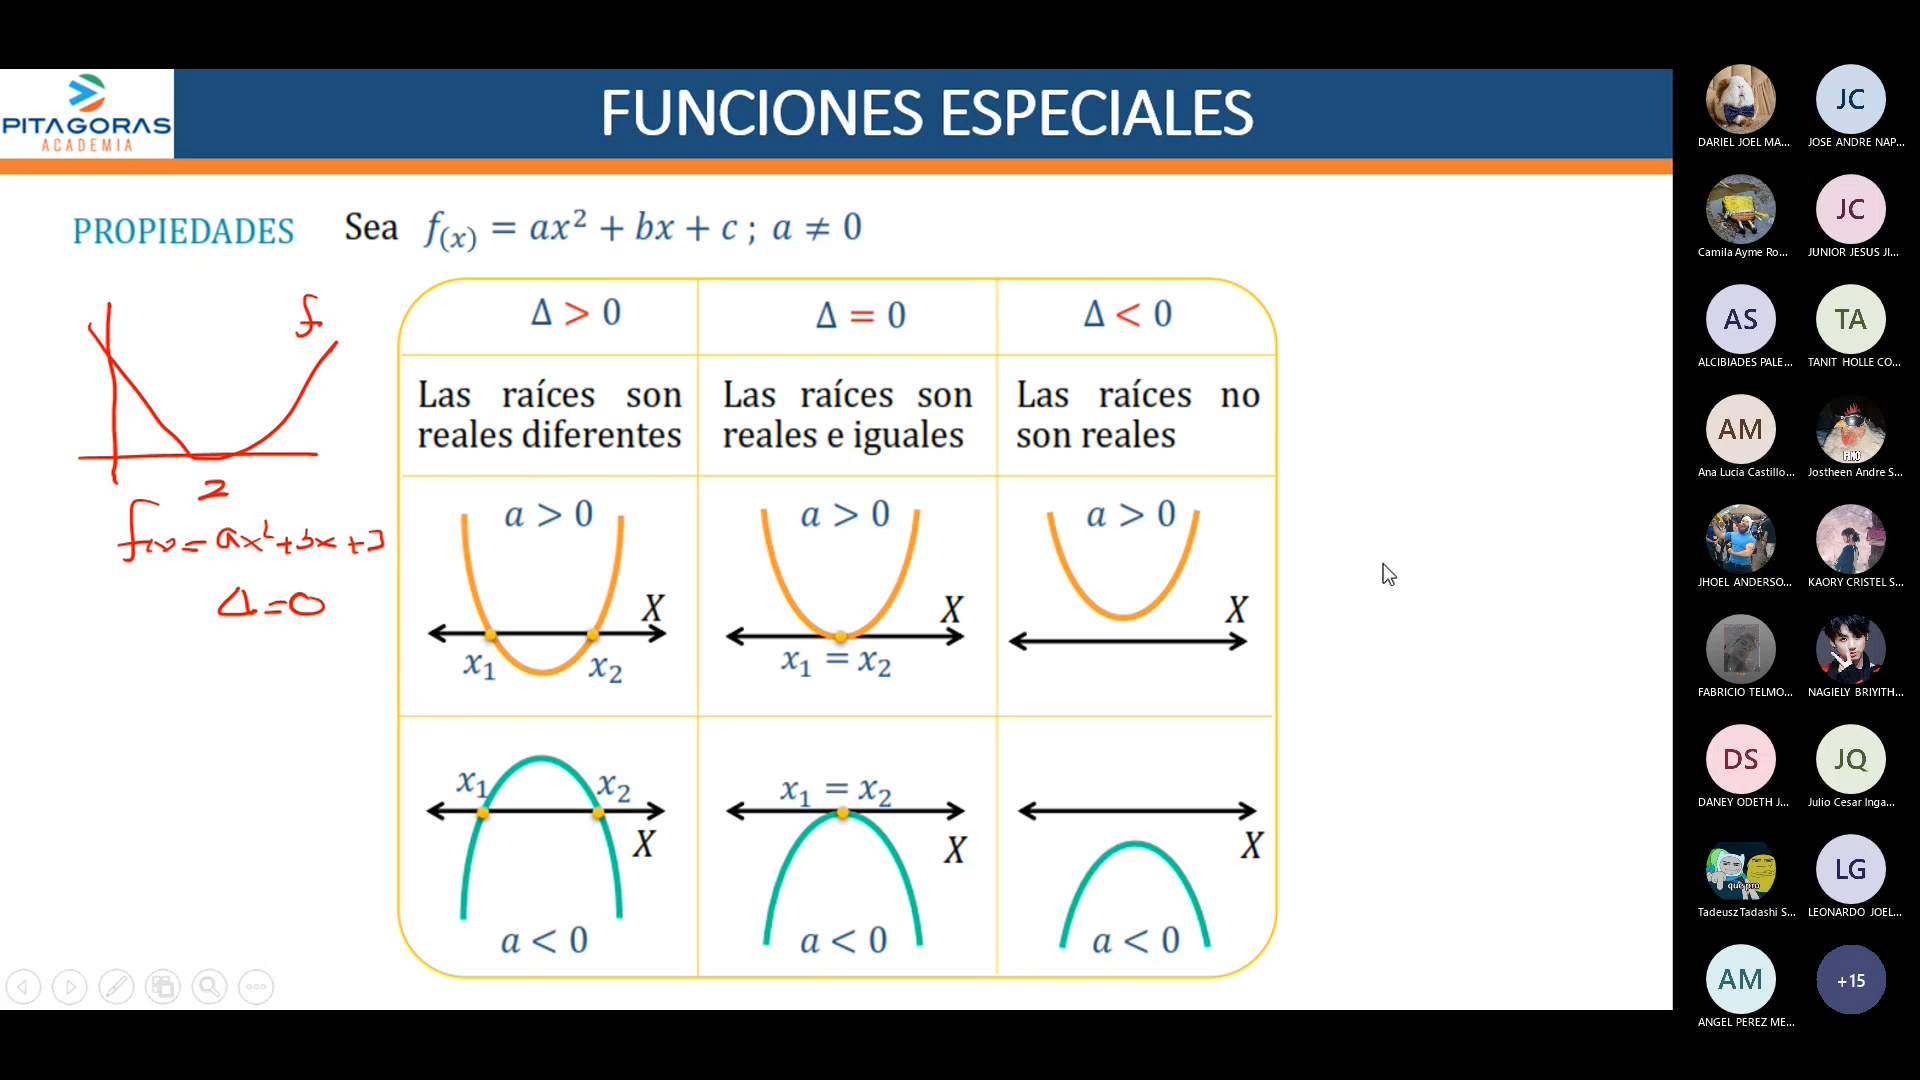 PITAGORAS
ACADEMIA
FUNCIONES ESPECIALES
PROPIEDADES Sea f(x) = ax² + bx + c ; a ≠ 0
f
2
f(x) = ax² + bx + 3
Δ = 0
Δ > 0
Las raíces son
reales diferentes
Δ = 0
Las raíces son
reales e iguales
Δ < 0
Las raíces no
son reales
a > 0
X
x₁
x₂
a > 0
X
x₁ = x₂
a > 0
X
x₁
x₂
X
a < 0
x₁ = x₂
X
a < 0
X
a < 0
DARIEL JOEL MA...
JC
JOSE ANDRE NAP...
Camila Ayme Ro...
JC
JUNIOR JESUS JI...
AS
ALCIBIADES PALE...
TA
TANIT HOLLE CO...
AM
Ana Lucia Castillo...
FINO
Jostheen Andre S...
JHOEL ANDERSO...
KAORY CRISTEL S...
FABRICIO TELMO...
NAGIELY BRIYITH...
DS
DANEY ODETH J...
JQ
Julio Cesar Inga...
que pro
Tadeusz Tadashi S...
LG
LEONARDO JOEL...
AM
ANGEL PEREZ ME...
+15